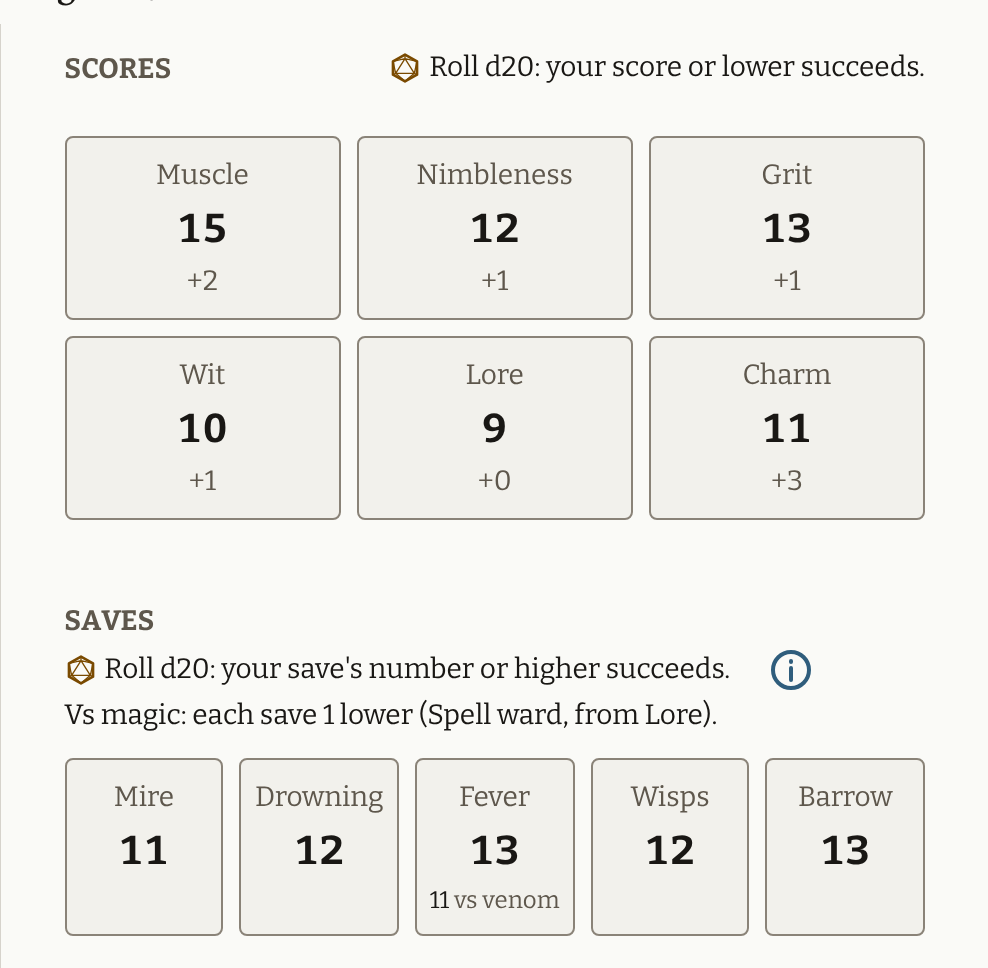 SCORES
Roll d20: your score or lower succeeds.
Muscle
15
+2
Nimbleness
12
+1
Grit
13
+1
Wit
10
+1
Lore
9
+0
Charm
11
+3
SAVES
Roll d20: your save's number or higher succeeds.
Vs magic: each save 1 lower (Spell ward, from Lore).
Mire
11
Drowning
12
Fever
13
11 vs venom
Wisps
12
Barrow
13